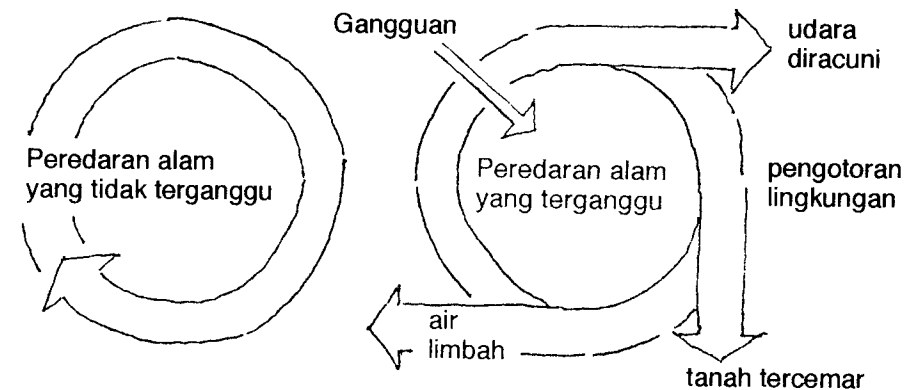 Peredaran alam
yang tidak terganggu
Gangguan
udara
diracuni
Peredaran alam
yang terganggu
pengotoran
lingkungan
air
limbah
tanah tercemar